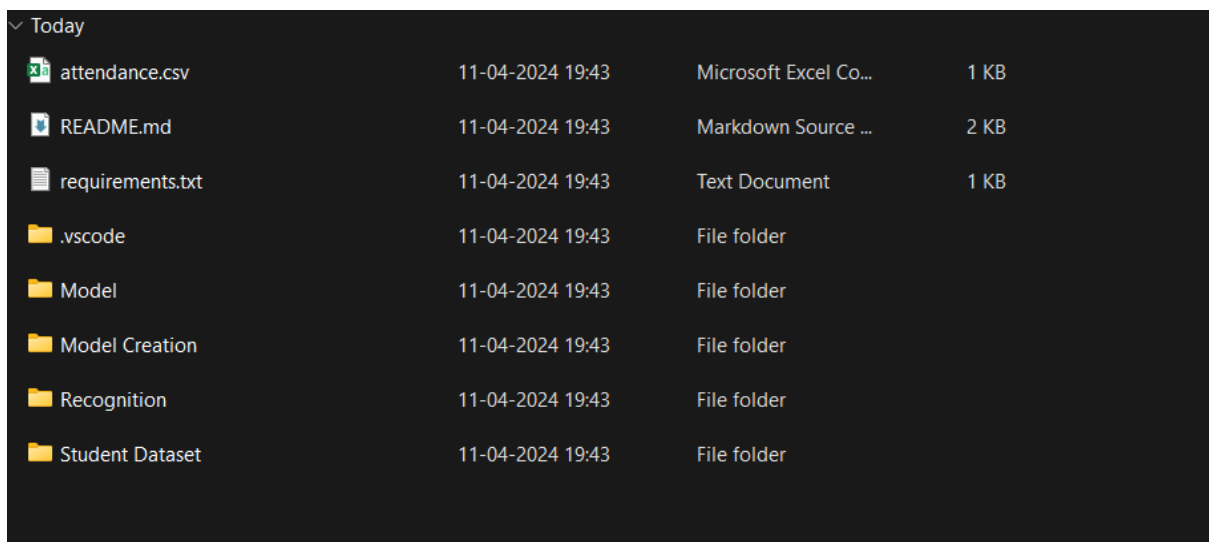 Today
attendance.csv 11-04-2024 19:43 Microsoft Excel Co... 1 KB
README.md 11-04-2024 19:43 Markdown Source ... 2 KB
requirements.txt 11-04-2024 19:43 Text Document 1 KB
.vscode 11-04-2024 19:43 File folder
Model 11-04-2024 19:43 File folder
Model Creation 11-04-2024 19:43 File folder
Recognition 11-04-2024 19:43 File folder
Student Dataset 11-04-2024 19:43 File folder